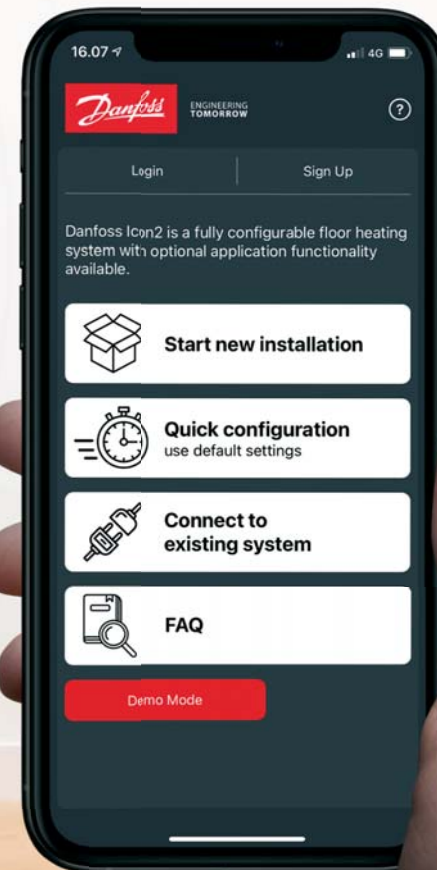 16.07
4G
Danfoss
ENGINEERING
TOMORROW
?
Login
Sign Up
Danfoss Icon2 is a fully configurable floor heating
system with optional application functionality
available.
Start new installation
Quick configuration
use default settings
Connect to
existing system
FAQ
Demo Mode